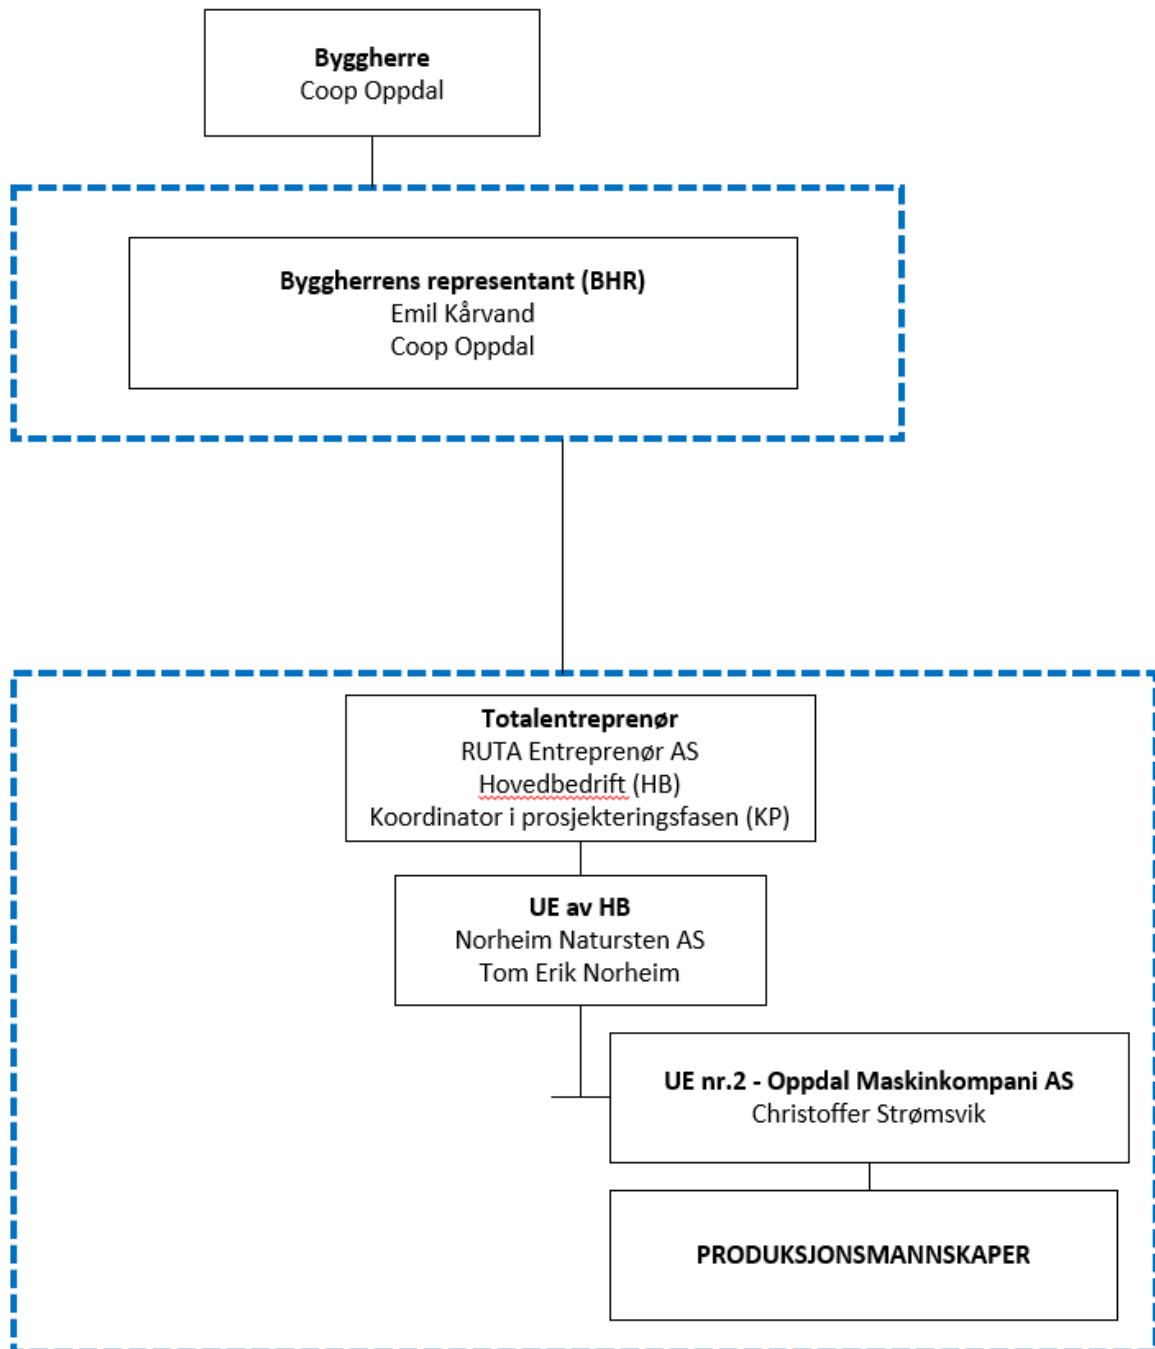 Byggherre
Coop Oppdal
Byggherrens representant (BHR)
Emil Kårvand
Coop Oppdal
Totalentreprenør
RUTA Entreprenør AS
Hovedbedrift (HB)
Koordinator i prosjekteringsfasen (KP)
UE av HB
Norheim Natursten AS
Tom Erik Norheim
UE nr.2 - Oppdal Maskinkompani AS
Christoffer Strømsvik
PRODUKSJONSMANNSKAPER